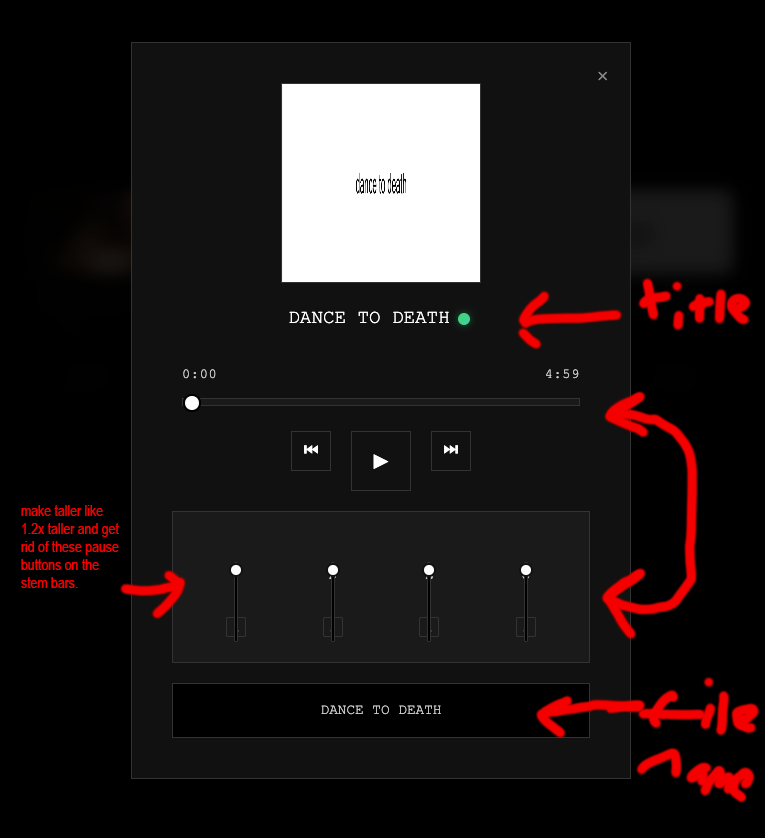 dance to death
DANCE TO DEATH
title
0:00 4:59
make taller like
1.2x taller and get
rid of these pause
buttons on the
stem bars.
DANCE TO DEATH
file
name